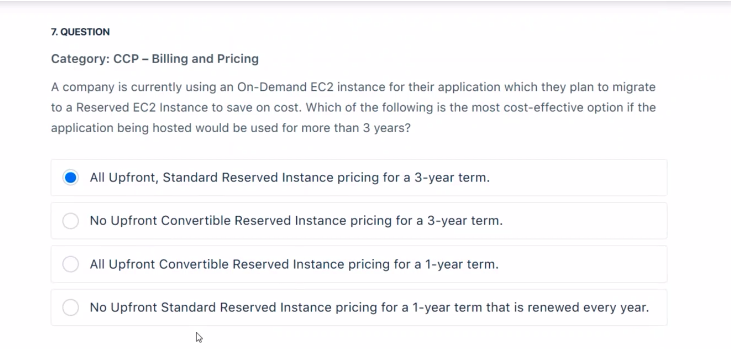 7. QUESTION
Category: CCP – Billing and Pricing
A company is currently using an On-Demand EC2 instance for their application which they plan to migrate
to a Reserved EC2 Instance to save on cost. Which of the following is the most cost-effective option if the
application being hosted would be used for more than 3 years?
All Upfront, Standard Reserved Instance pricing for a 3-year term.
No Upfront Convertible Reserved Instance pricing for a 3-year term.
All Upfront Convertible Reserved Instance pricing for a 1-year term.
No Upfront Standard Reserved Instance pricing for a 1-year term that is renewed every year.